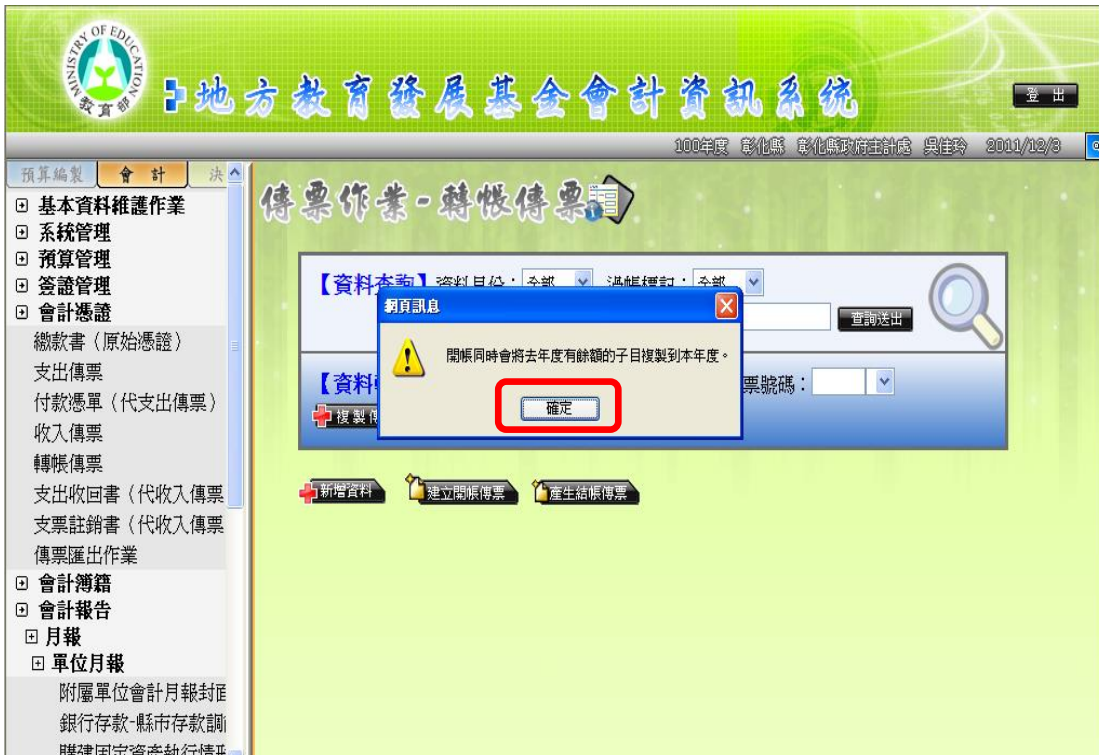 MINISTRY OF EDUCATION
教育部
地方教育發展基金會計資訊系統
登 出
100年度 彰化縣 彰化縣政府主計處 吳佳玲 2011/12/3
預算編製 會 計 決
基本資料維護作業
系統管理
預算管理
簽證管理
會計憑證
繳款書（原始憑證）
支出傳票
付款憑單（代支出傳票）
收入傳票
轉帳傳票
支出收回書（代收入傳票
支票註銷書（代收入傳票
傳票匯出作業
會計簿籍
會計報告
月報
單位月報
附屬單位會計月報封面
銀行存款-縣市存款調
購建固定資產執行情形
傳票作業-轉帳傳票
【資料查詢】資料月份：全部 過帳標記：全部
查詢送出
網頁訊息
開帳同時會將去年度有餘額的子目複製到本年度。
確定
【資料
票號碼：
複製傳
新增資料 建立開帳傳票 產生結帳傳票